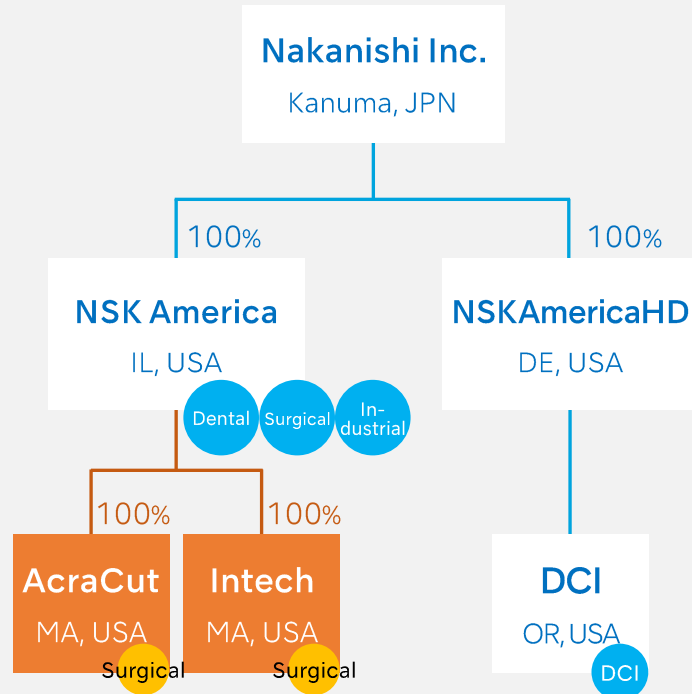 Nakanishi Inc.
Kanuma, JPN
100%
100%
NSK America
IL, USA
NSKAmericaHD
DE, USA
Dental
Surgical
In-
dustrial
100%
100%
AcraCut
MA, USA
Surgical
Intech
MA, USA
Surgical
DCI
OR, USA
DCI